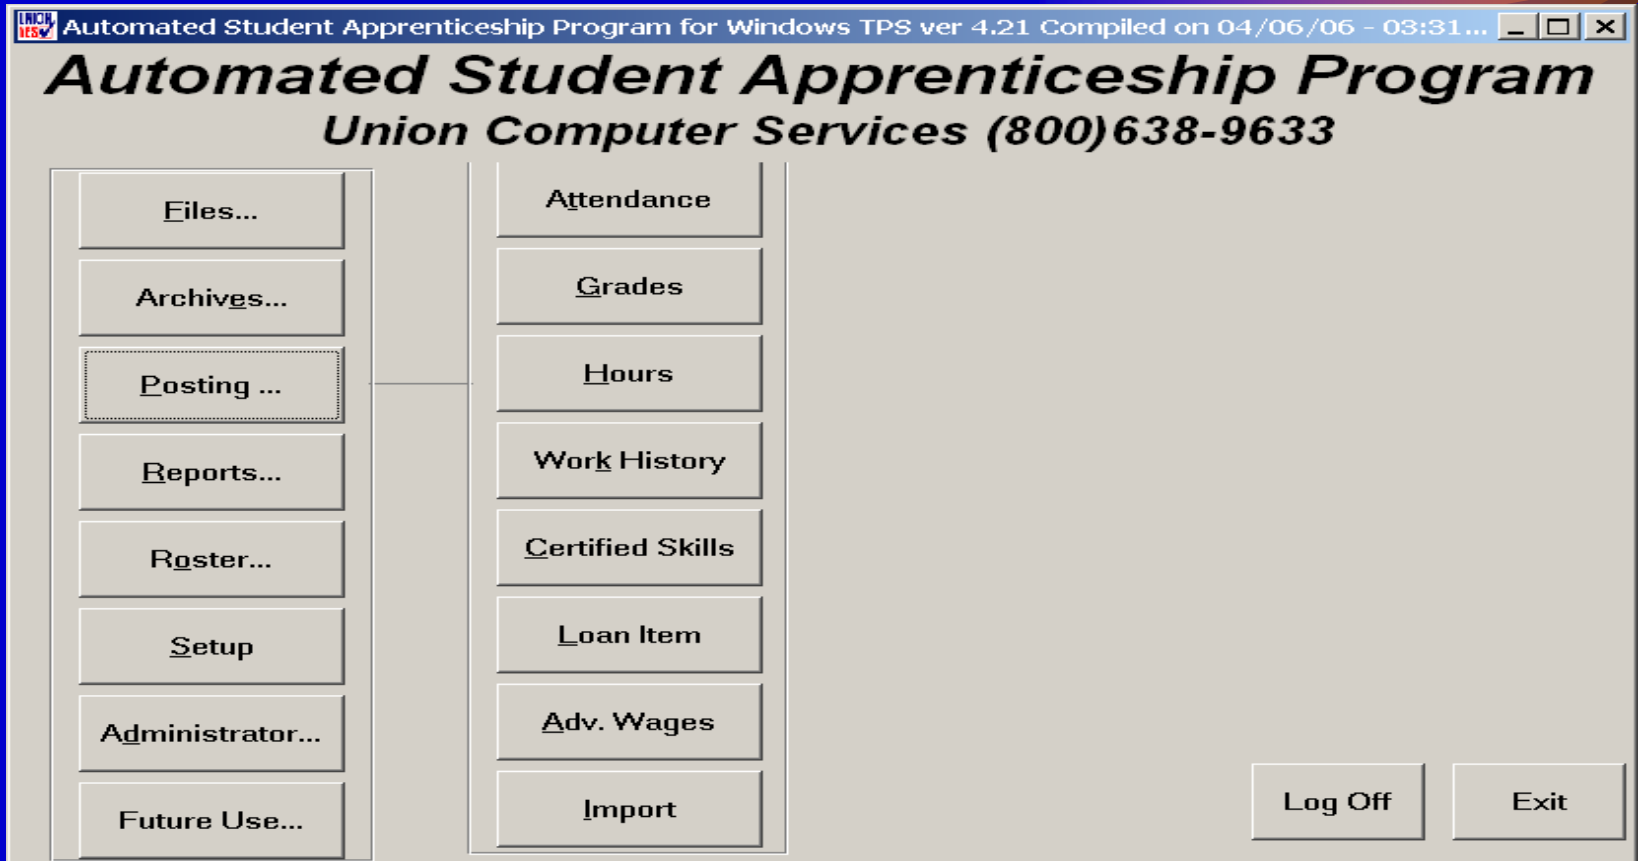 UNION YES
Automated Student Apprenticeship Program for Windows TPS ver 4.21 Compiled on 04/06/06 - 03:31...
Automated Student Apprenticeship Program
Union Computer Services (800)638-9633
Files...
Archives...
Posting ...
Reports...
Roster...
Setup
Administrator...
Future Use...
Attendance
Grades
Hours
Work History
Certified Skills
Loan Item
Adv. Wages
Import
Log Off
Exit